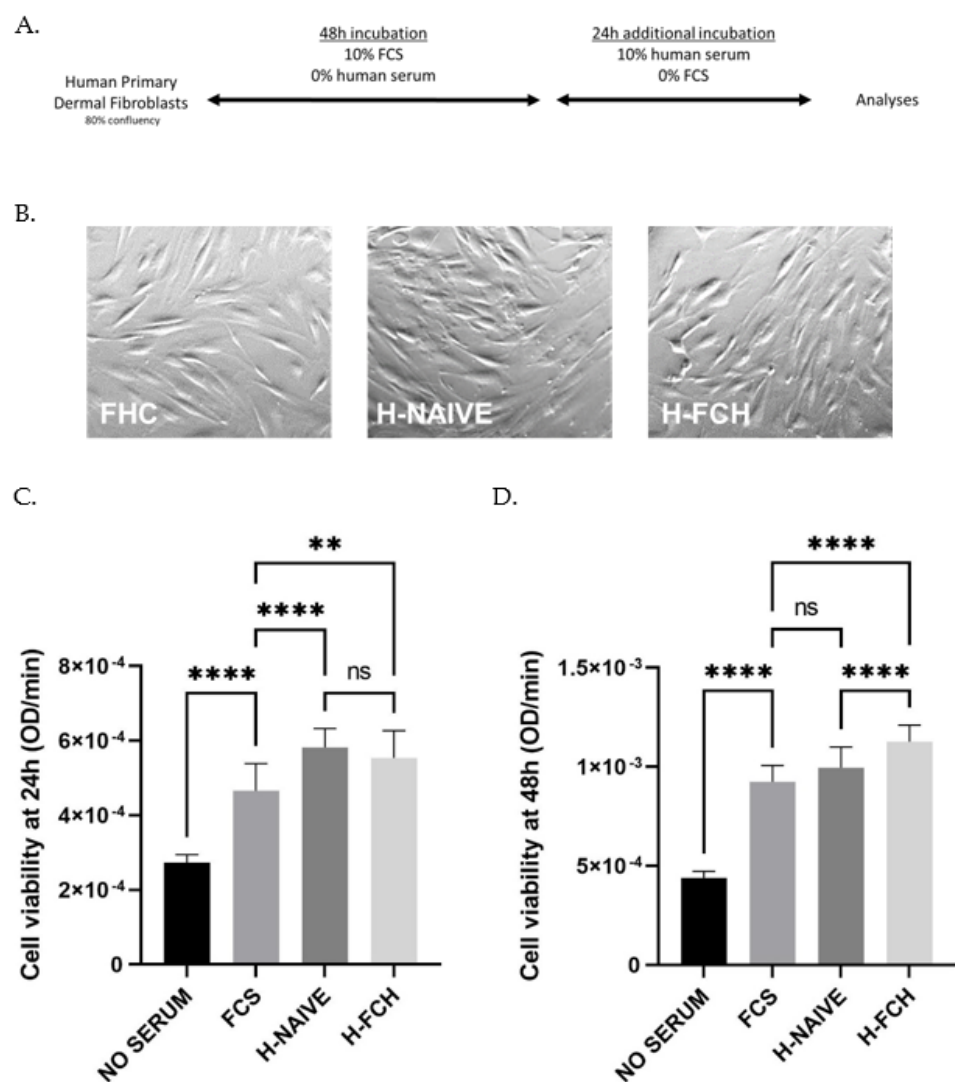 A.
48h incubation
10% FCS
0% human serum
24h additional incubation
10% human serum
0% FCS
Human Primary
Dermal Fibroblasts
80% confluency
Analyses
B.
FHC
H-NAIVE
H-FCH
C.
Cell viability at 24h (OD/min)
8×10⁻⁴
6×10⁻⁴
4×10⁻⁴
2×10⁻⁴
0
**
****
****
ns
NO SERUM
FCS
H-NAIVE
H-FCH
D.
Cell viability at 48h (OD/min)
1.5×10⁻³
1×10⁻³
5×10⁻⁴
0
****
ns
****
****
NO SERUM
FCS
H-NAIVE
H-FCH